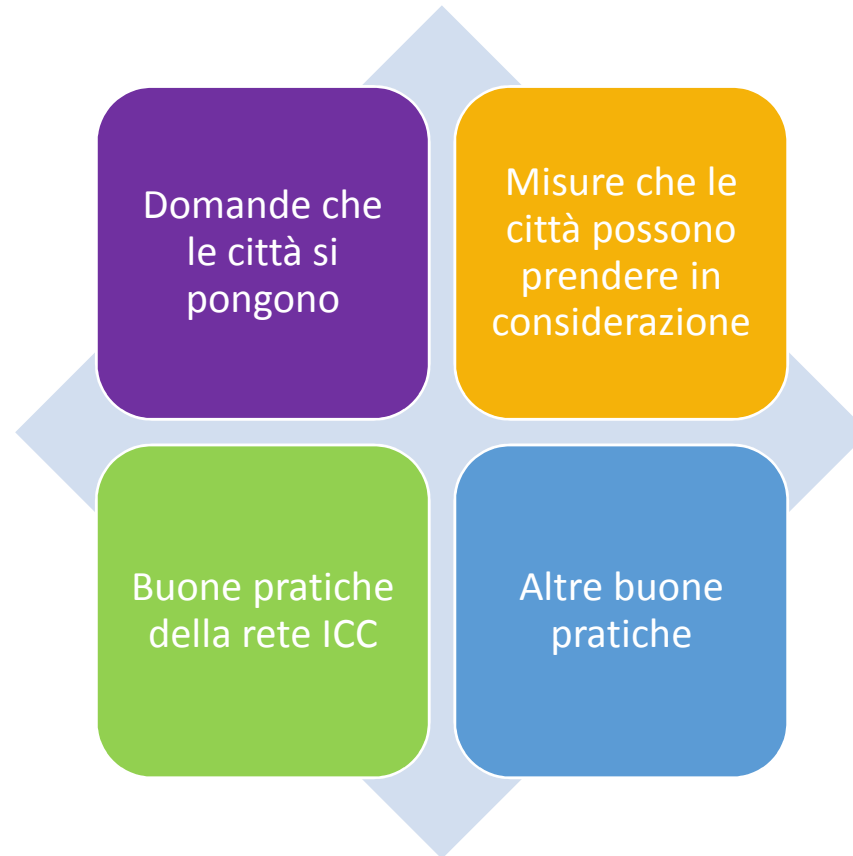 Domande che
le città si
pongono
Misure che le
città possono
prendere in
considerazione
Buone pratiche
della rete ICC
Altre buone
pratiche